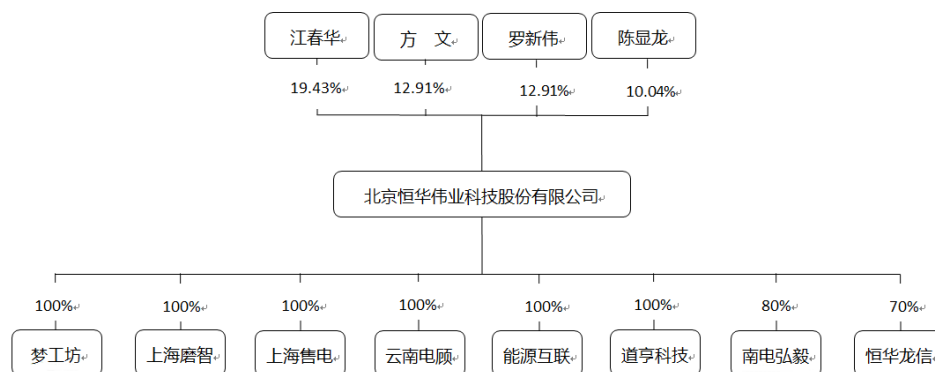 江春华 方 文 罗新伟 陈显龙
19.43% 12.91% 12.91% 10.04%
北京恒华伟业科技股份有限公司
100% 100% 100% 100% 100% 100% 80% 70%
梦工坊 上海磨智 上海售电 云南电顾 能源互联 道亨科技 南电弘毅 恒华龙信